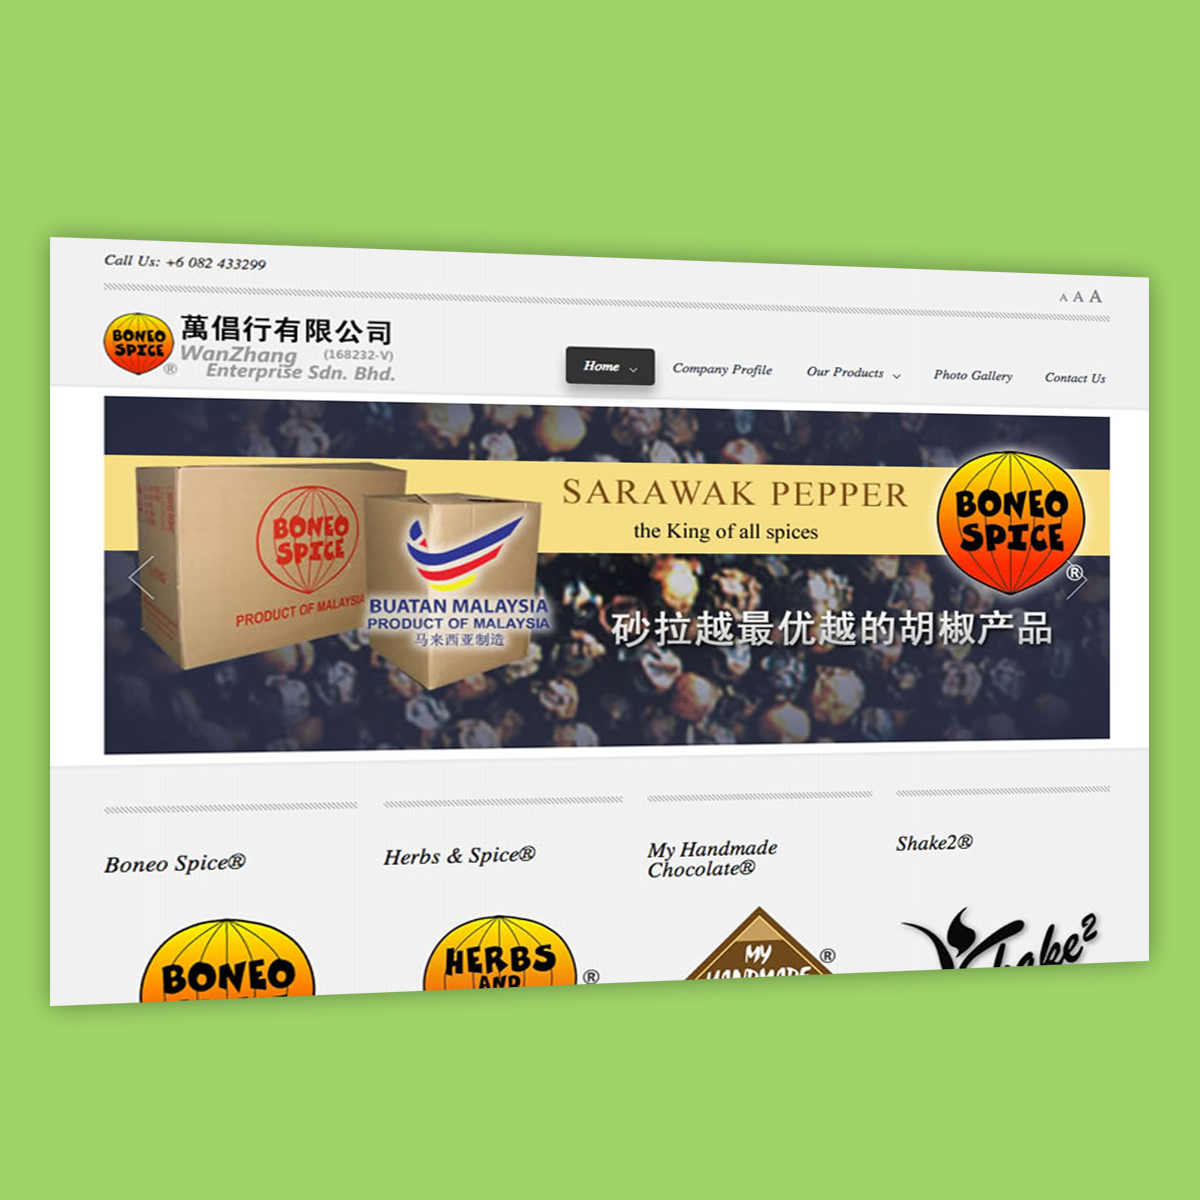 Call Us: +6 082 433299
A A A
BONEO
SPICE
®
萬倡行有限公司
WanZhang (168232-V)
Enterprise Sdn. Bhd.
Home
Company Profile
Our Products
Photo Gallery
Contact Us
BONEO
SPICE
PRODUCT OF MALAYSIA
BUATAN MALAYSIA
PRODUCT OF MALAYSIA
马来西亚制造
SARAWAK PEPPER
the King of all spices
BONEO
SPICE
®
砂拉越最优越的胡椒产品
Boneo Spice®
Herbs & Spice®
My Handmade
Chocolate®
Shake2®
BONEO
HERBS
AND
®
MY
HANDMADE
®
Shake2